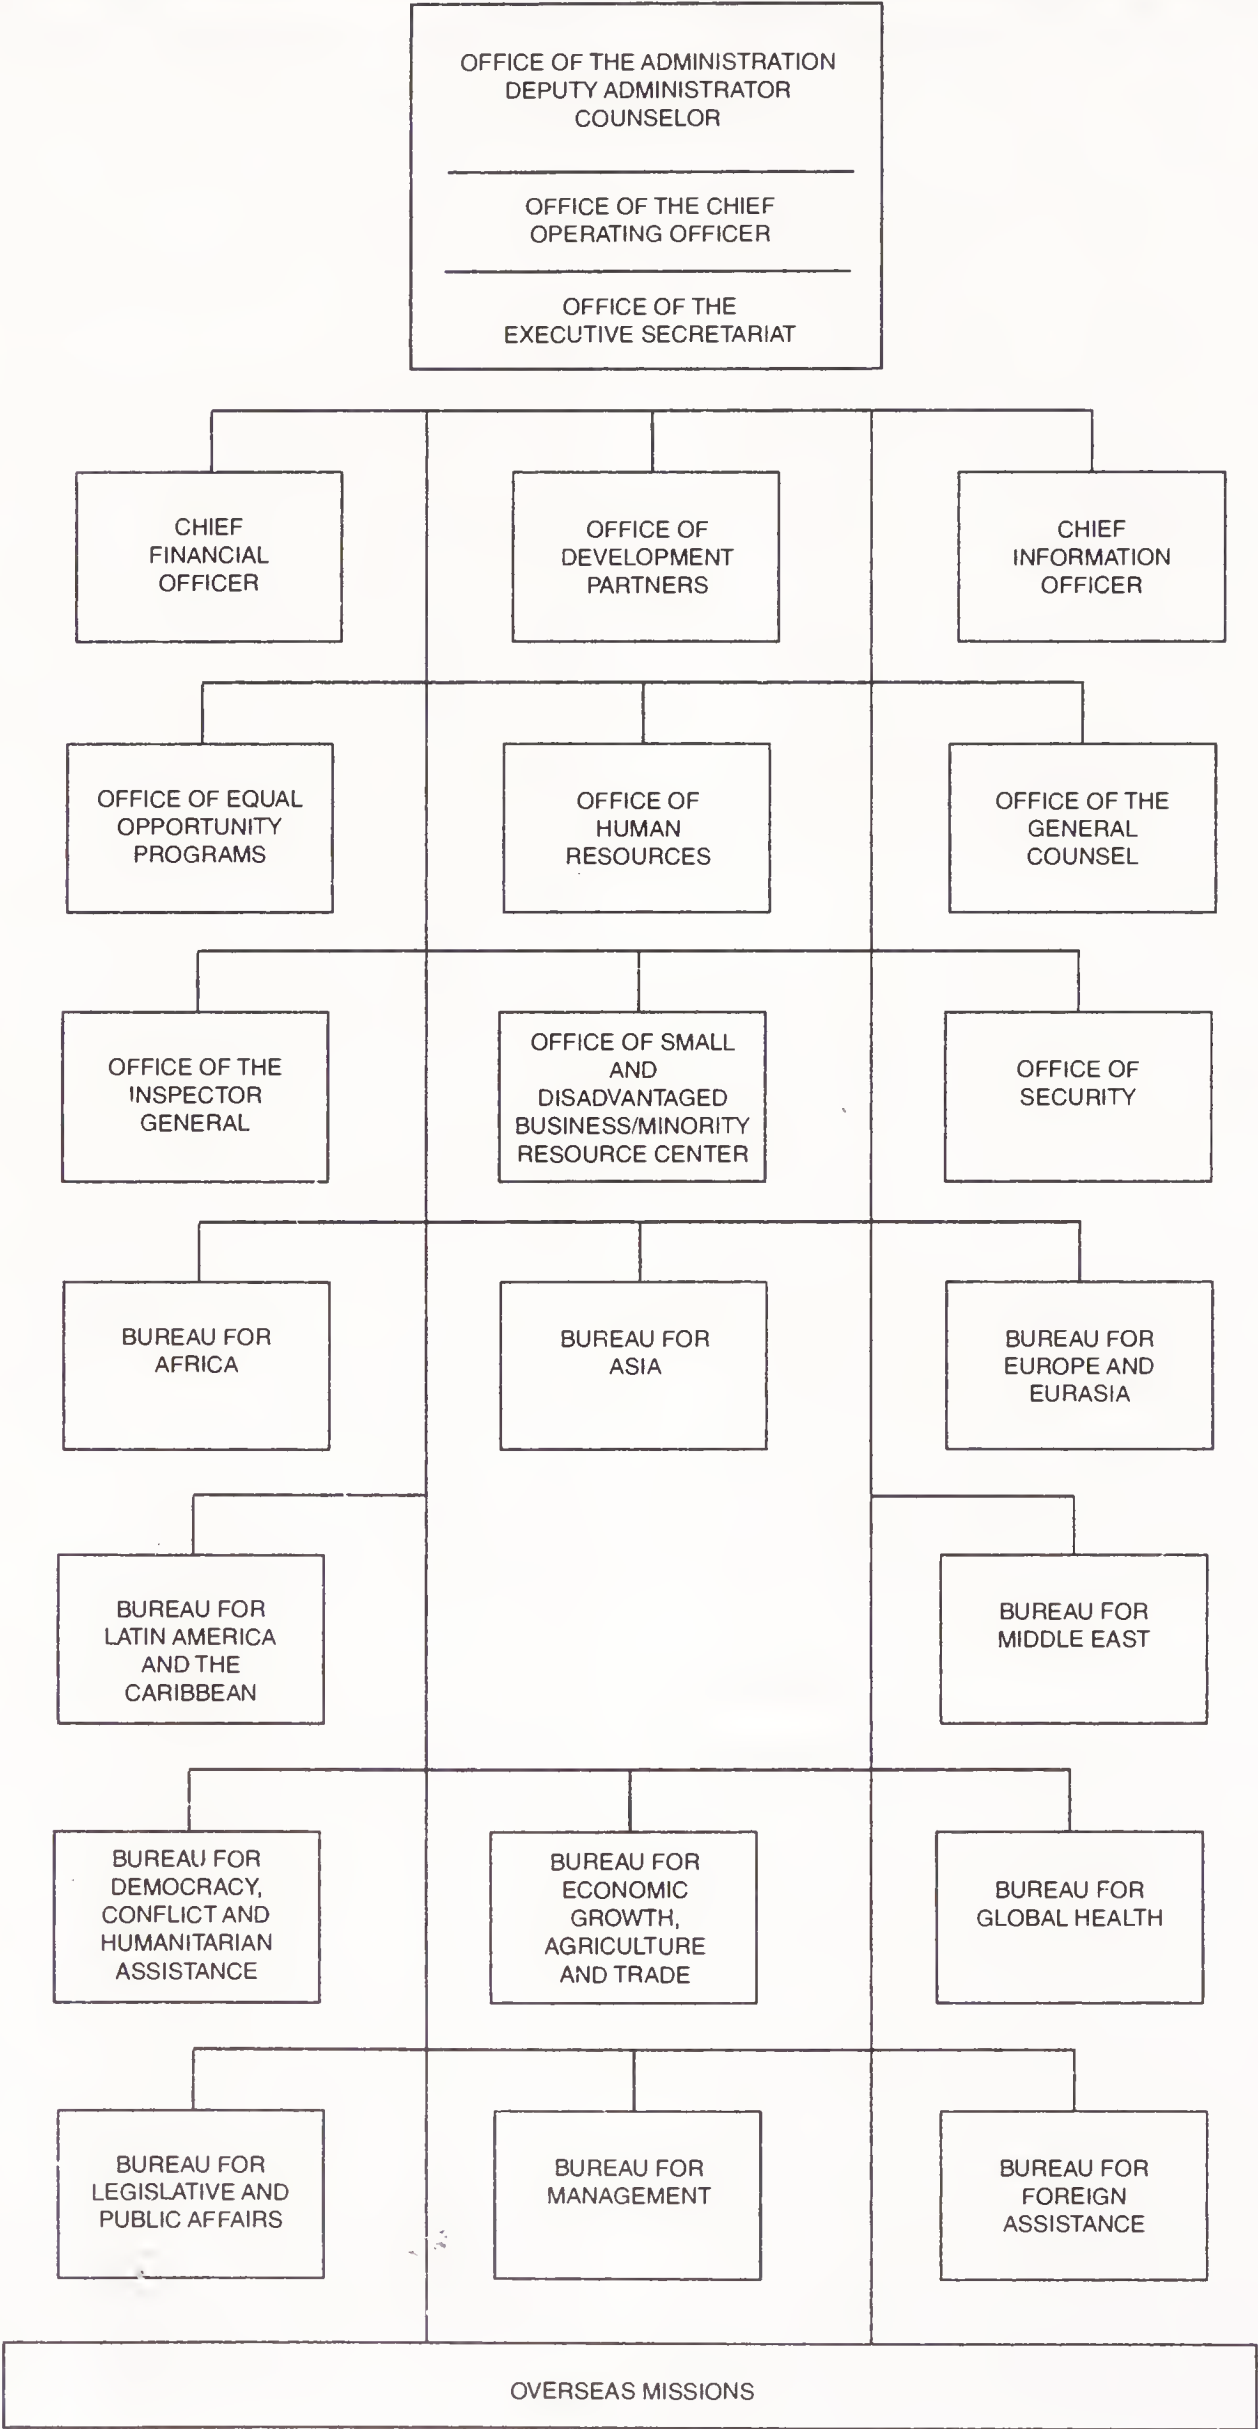 OFFICE OF THE ADMINISTRATION
DEPUTY ADMINISTRATOR
COUNSELOR
OFFICE OF THE CHIEF
OPERATING OFFICER
OFFICE OF THE
EXECUTIVE SECRETARIAT
CHIEF
FINANCIAL
OFFICER
OFFICE OF
DEVELOPMENT
PARTNERS
CHIEF
INFORMATION
OFFICER
OFFICE OF EQUAL
OPPORTUNITY
PROGRAMS
OFFICE OF
HUMAN
RESOURCES
OFFICE OF THE
GENERAL
COUNSEL
OFFICE OF THE
INSPECTOR
GENERAL
OFFICE OF SMALL
AND
DISADVANTAGED
BUSINESS/MINORITY
RESOURCE CENTER
OFFICE OF
SECURITY
BUREAU FOR
AFRICA
BUREAU FOR
ASIA
BUREAU FOR
EUROPE AND
EURASIA
BUREAU FOR
LATIN AMERICA
AND THE
CARIBBEAN
BUREAU FOR
MIDDLE EAST
BUREAU FOR
DEMOCRACY,
CONFLICT AND
HUMANITARIAN
ASSISTANCE
BUREAU FOR
ECONOMIC
GROWTH,
AGRICULTURE
AND TRADE
BUREAU FOR
GLOBAL HEALTH
BUREAU FOR
LEGISLATIVE AND
PUBLIC AFFAIRS
BUREAU FOR
MANAGEMENT
BUREAU FOR
FOREIGN
ASSISTANCE
OVERSEAS MISSIONS